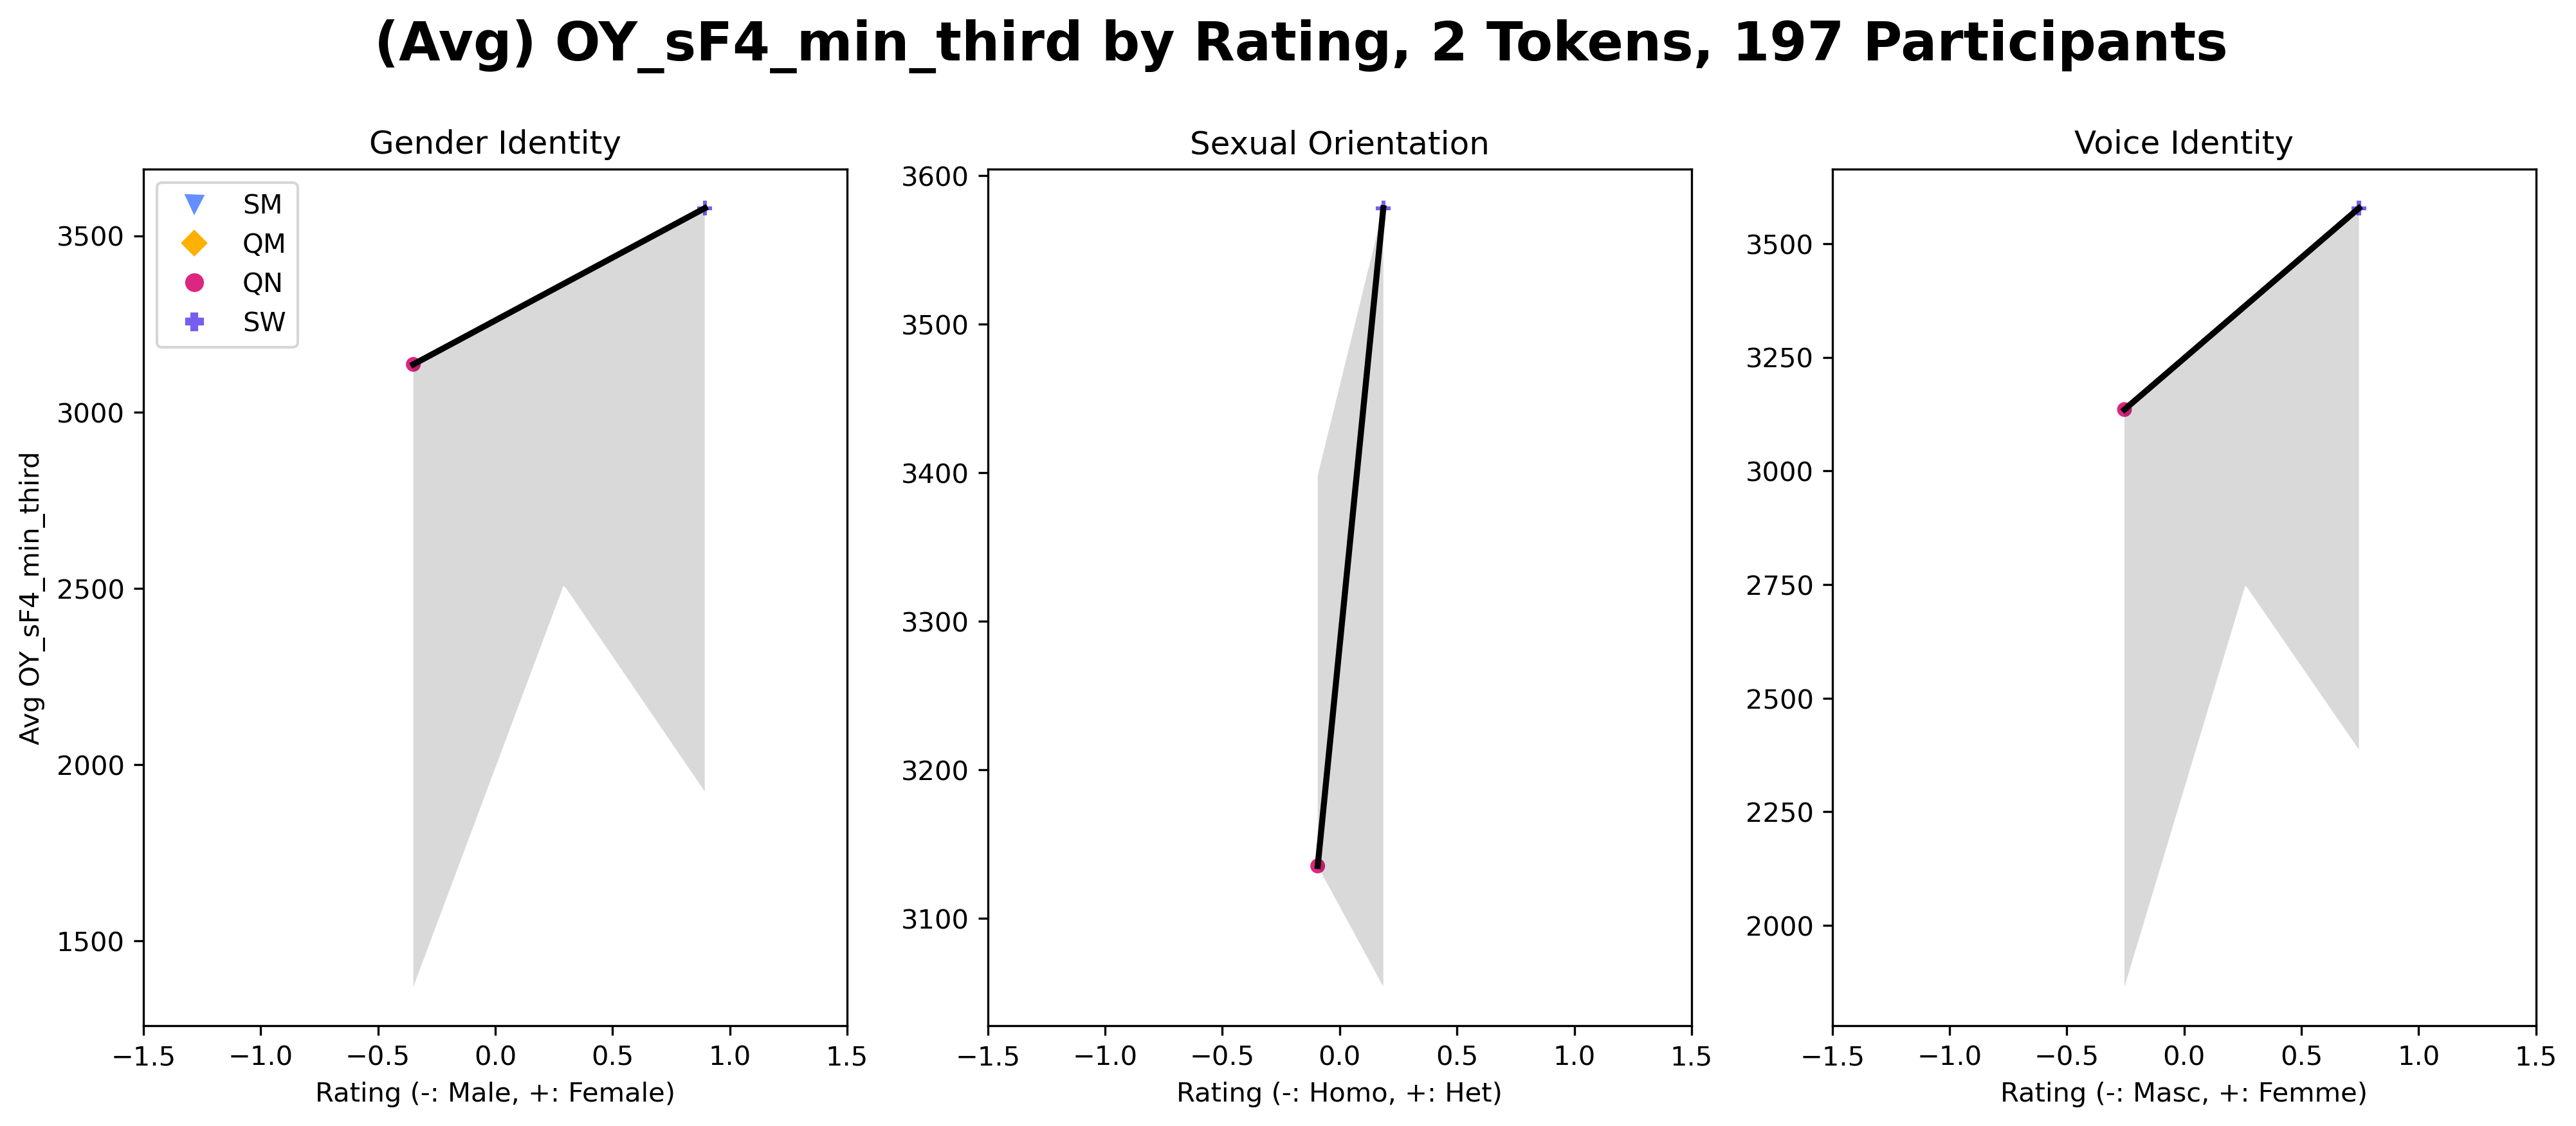 (Avg) OY_sF4_min_third by Rating, 2 Tokens, 197 Participants
Gender Identity
SM
QM
QN
SW
3500
3000
2500
2000
1500
Avg OY_sF4_min_third
−1.5 −1.0 −0.5 0.0 0.5 1.0 1.5
Rating (-: Male, +: Female)
Sexual Orientation
3600
3500
3400
3300
3200
3100
−1.5 −1.0 −0.5 0.0 0.5 1.0 1.5
Rating (-: Homo, +: Het)
Voice Identity
3500
3250
3000
2750
2500
2250
2000
−1.5 −1.0 −0.5 0.0 0.5 1.0 1.5
Rating (-: Masc, +: Femme)